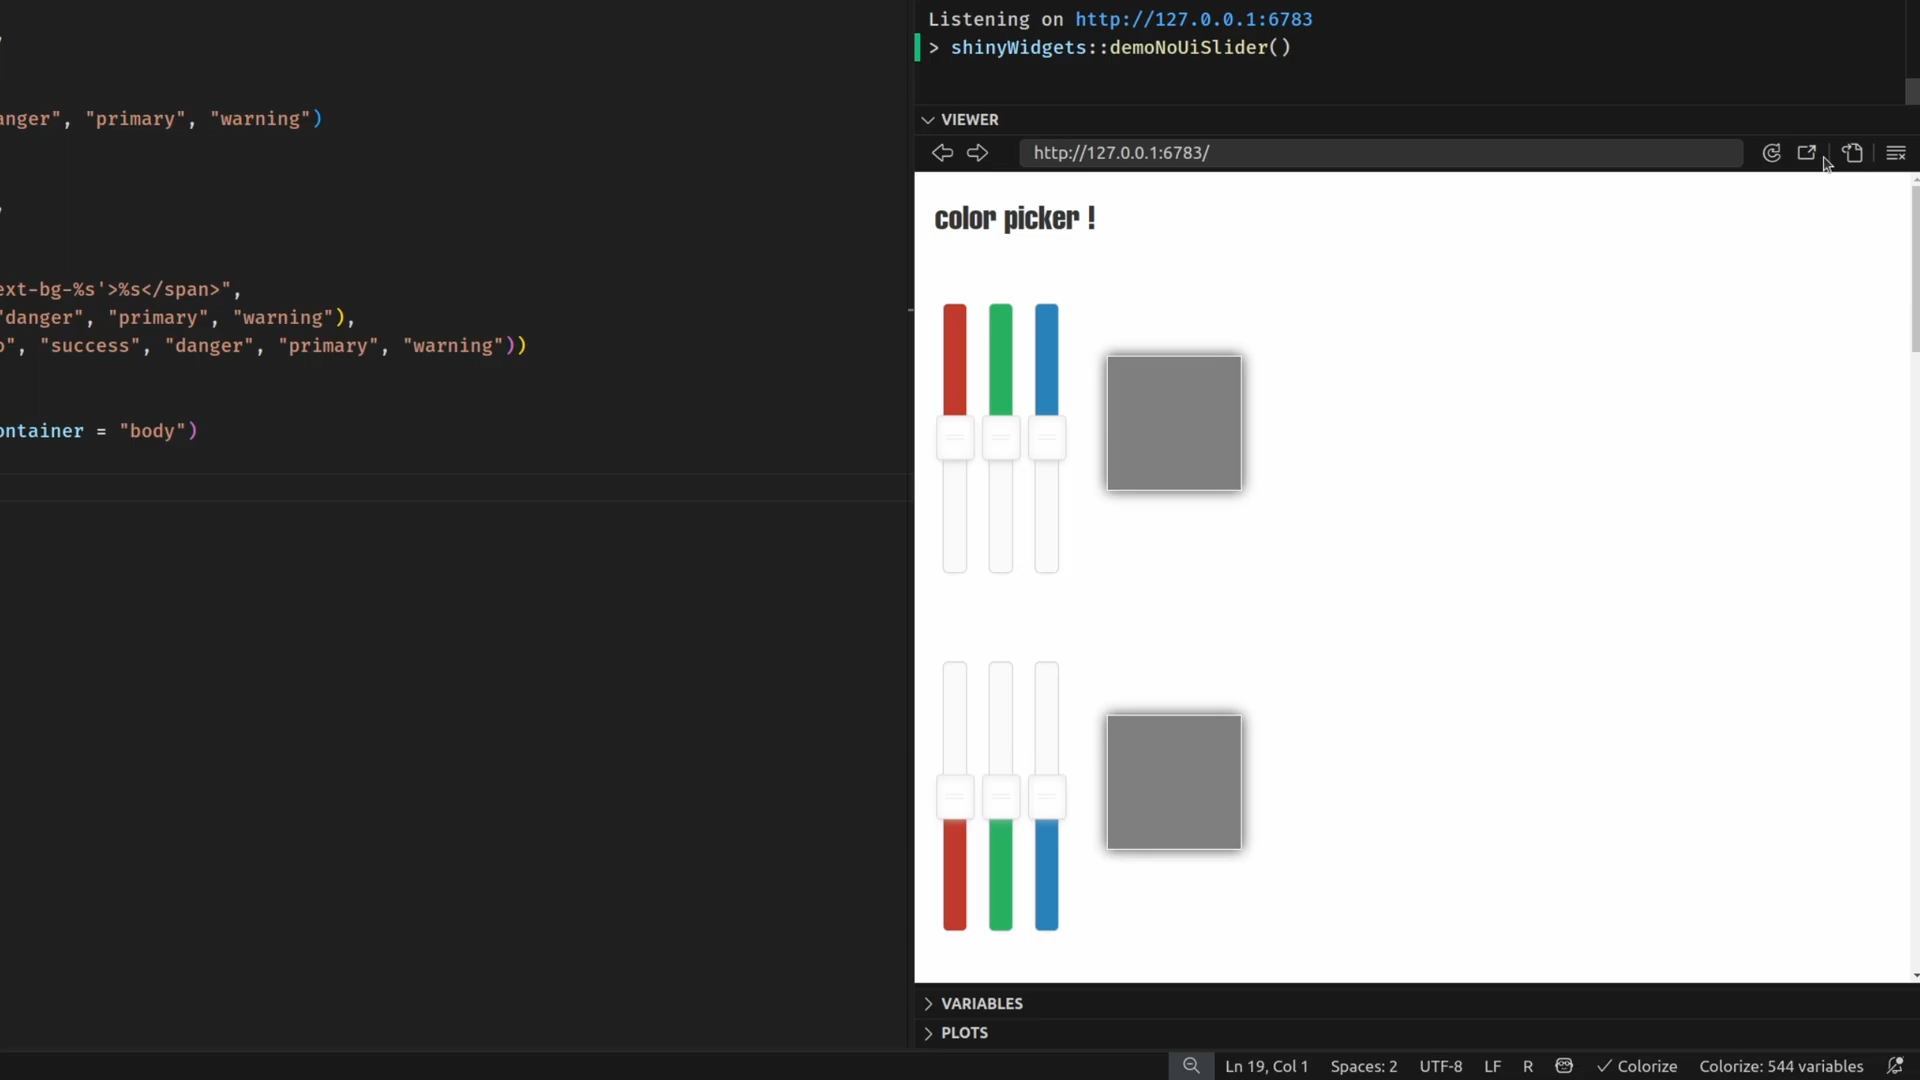 ,
anger", "primary", "warning")
,
ext-bg-%s'>%s</span>",
"danger", "primary", "warning"),
o", "success", "danger", "primary", "warning"))
ontainer = "body")
Listening on http://127.0.0.1:6783
> shinyWidgets::demoNoUiSlider()
VIEWER
http://127.0.0.1:6783/
color picker !
VARIABLES
PLOTS
Ln 19, Col 1 Spaces: 2 UTF-8 LF R Colorize Colorize: 544 variables